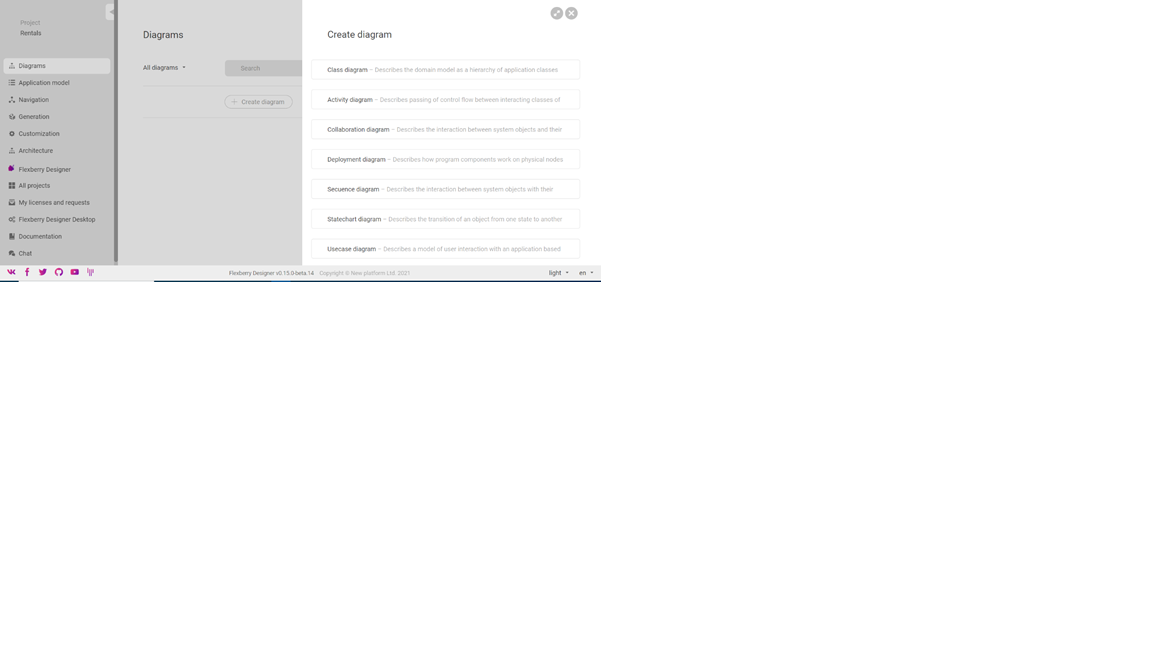 Project
Rentals
Diagrams
Application model
Navigation
Generation
Customization
Architecture
Flexberry Designer
All projects
My licenses and requests
Flexberry Designer Desktop
Documentation
Chat
Diagrams
All diagrams
Search
Create diagram
Create diagram
Class diagram – Describes the domain model as a hierarchy of application classes
Activity diagram – Describes passing of control flow between interacting classes of
Collaboration diagram – Describes the interaction between system objects and their
Deployment diagram – Describes how program components work on physical nodes
Secuence diagram – Describes the interaction between system objects with their
Statechart diagram – Describes the transition of an object from one state to another
Usecase diagram – Describes a model of user interaction with an application based
Flexberry Designer v0.15.0-beta.14 Copyright © New platform Ltd. 2021
light en